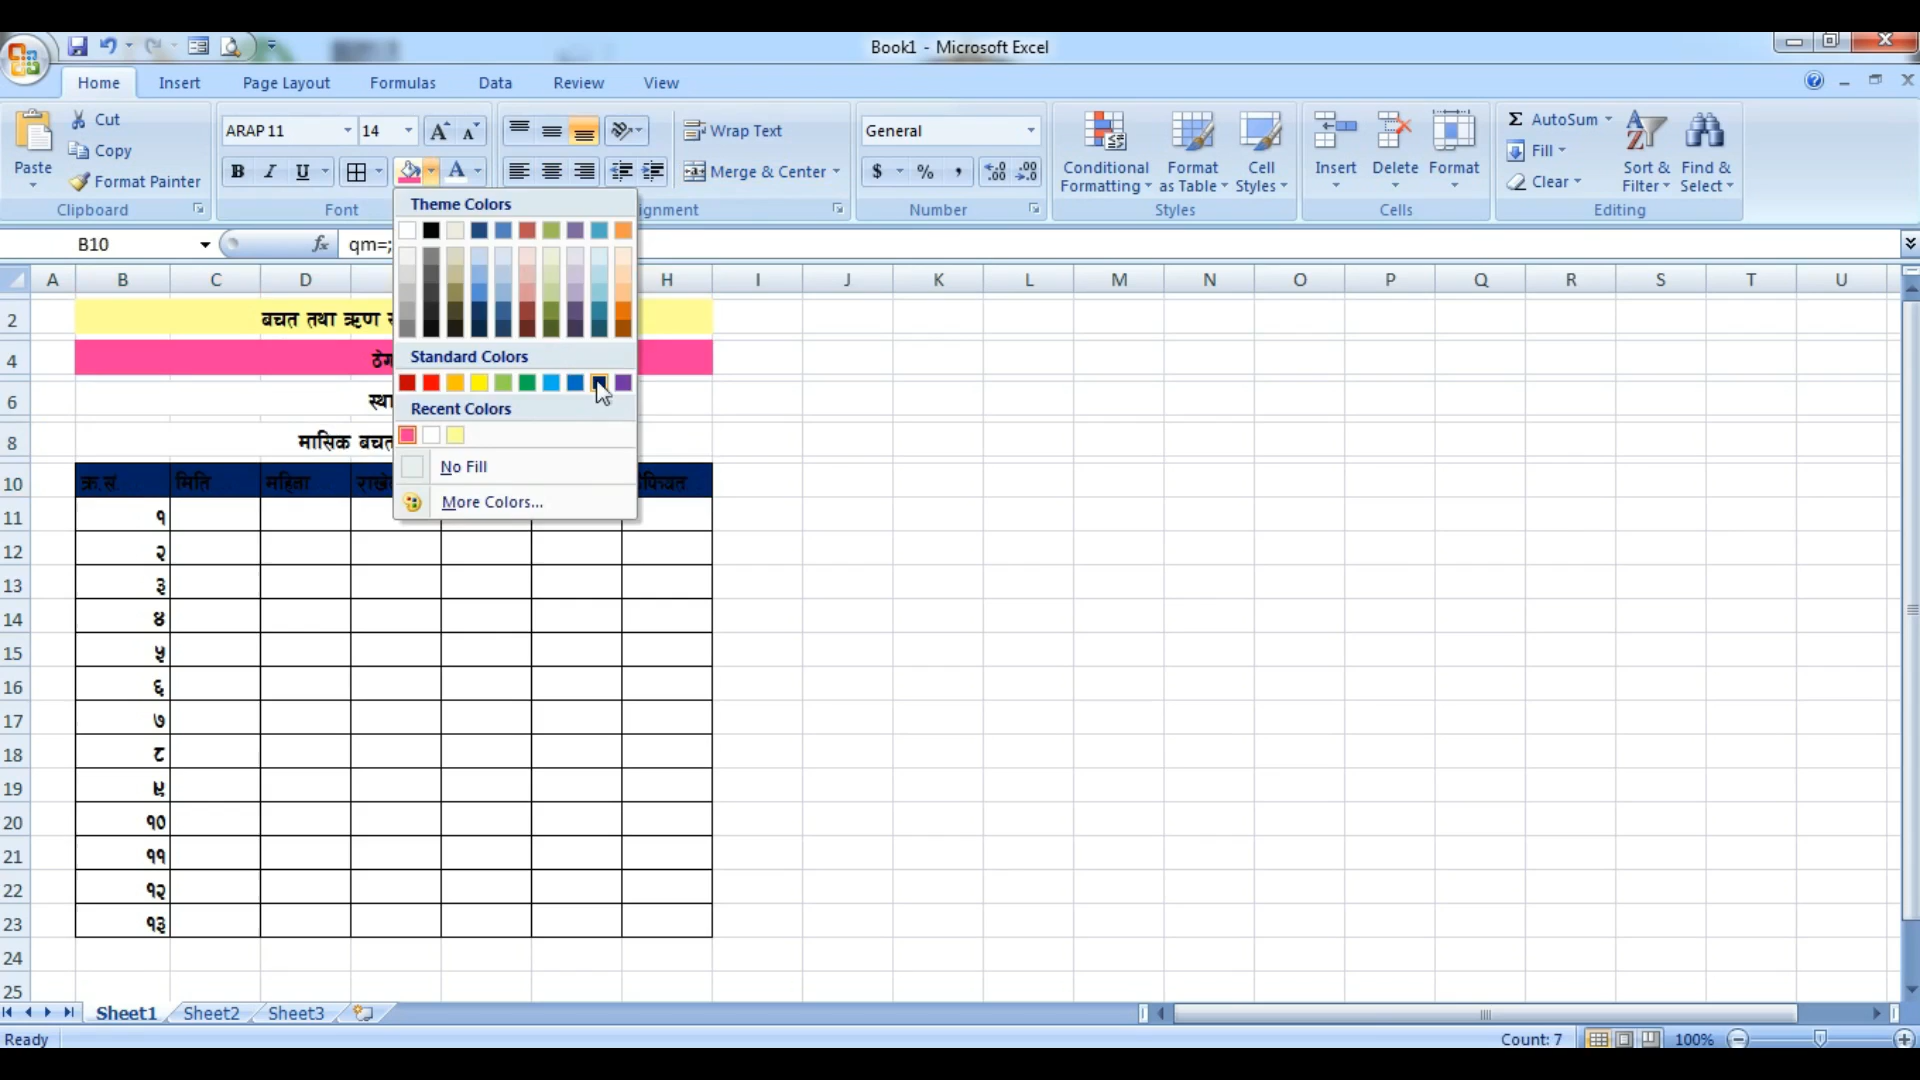 Book1 - Microsoft Excel
Home Insert Page Layout Formulas Data Review View
Paste
Cut
Copy
Format Painter
Clipboard
ARAP 11 14
B I U A
Font
Wrap Text
Merge & Center
General
$ % ,
Number
Conditional Formatting
Format as Table
Cell Styles
Styles
Insert Delete Format
Cells
Σ AutoSum
Fill
Clear
Sort & Filter
Find & Select
Editing
B10 fx qm=;
Theme Colors
Standard Colors
Recent Colors
No Fill
More Colors...
A B C D H I J K L M N O P Q R S T U
2 बचत तथा ऋण
4
6
8 मासिक बचत
10 क्र.सं. मिति महिना
11 १
12 २
13 ३
14 ४
15 ५
16 ६
17 ७
18 ८
19 ९
20 १०
21 ११
22 १२
23 १३
24
25
Sheet1 Sheet2 Sheet3
Ready Count: 7 100%